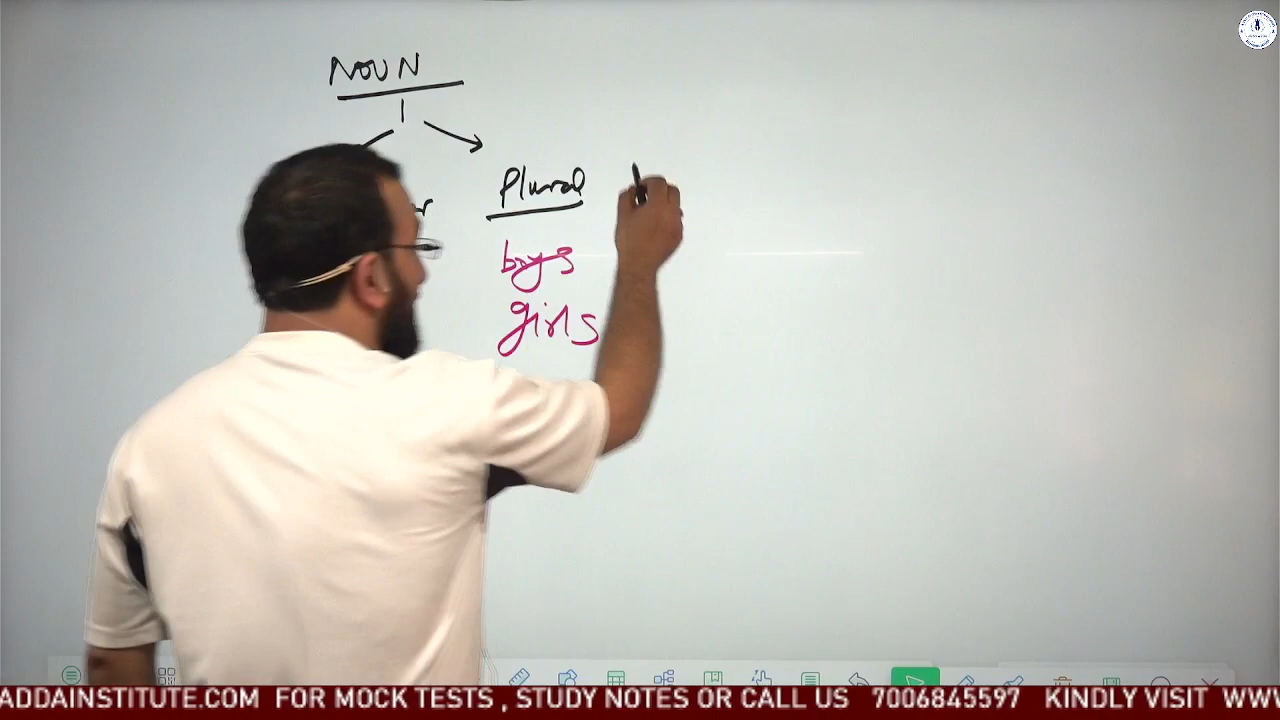 NOUN
Plural
boys
girls
ADDAINSTITUTE.COM FOR MOCK TESTS , STUDY NOTES OR CALL US 7006845597 KINDLY VISIT WWW